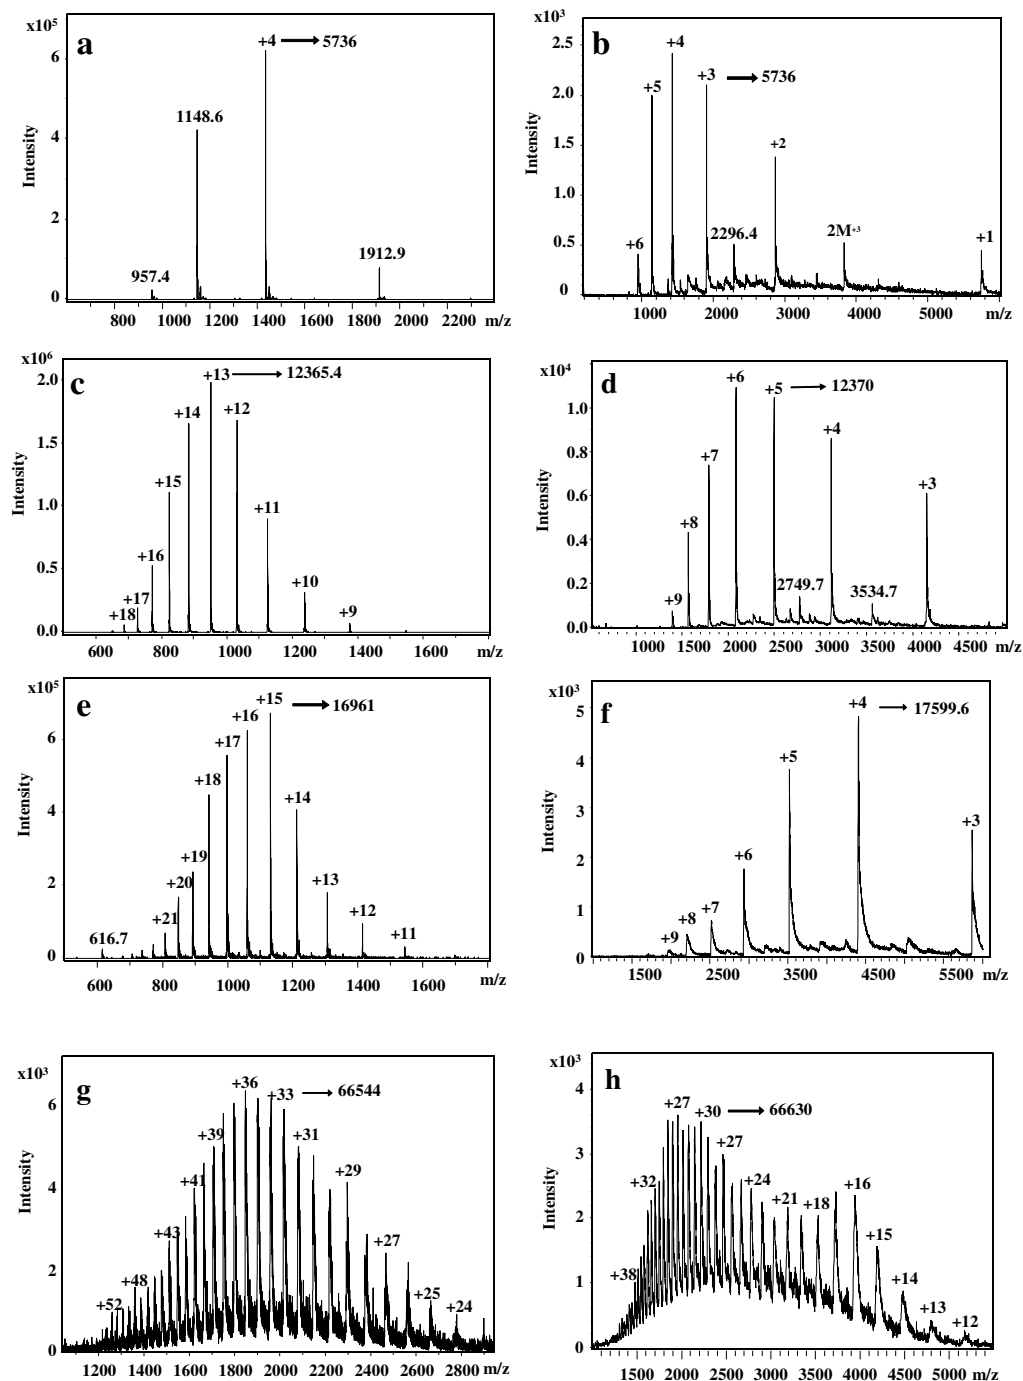 x10⁵
a
+4 → 5736
6
1148.6
4
Intensity
2
1912.9
957.4
0
800 1000 1200 1400 1600 1800 2000 2200 m/z
x10³
b
2.5
+4
+3 → 5736
+5
2.0
1.5
+2
Intensity
1.0
2296.4
2M⁺³
+6
+1
0.5
0
1000 2000 3000 4000 5000 m/z
x10⁶
c
2.0
+13 → 12365.4
+14
+12
1.5
+15
+11
Intensity
1.0
+16
0.5
+17
+10
+18
+9
0.0
600 800 1000 1200 1400 1600 m/z
x10⁴
d
+6
+5 → 12370
1.0
+4
0.8
+7
+3
0.6
+8
Intensity
0.4
2749.7
3534.7
0.2
+9
0.0
1000 1500 2000 2500 3000 3500 4000 4500 m/z
x10⁵
e
+15 → 16961
+16
6
+17
+18
+14
4
Intensity
+19
+20
+13
2
+21
+12
616.7
+11
0
600 800 1000 1200 1400 1600 m/z
x10³
f
+4 → 17599.6
5
+5
4
+3
3
Intensity
+6
2
+7
+8
1
+9
0
1500 2500 3500 4500 5500 m/z
x10³
g
+36
+33 → 66544
6
+39
+31
+41
+29
4
Intensity
+43
+27
2
+48
+52
+25
+24
0
1200 1400 1600 1800 2000 2200 2400 2600 2800 m/z
x10³
h
4
+27
+30 → 66630
+27
3
+32
+24
+16
+21
+18
2
Intensity
+15
+38
+14
1
+13
+12
0
1500 2000 2500 3000 3500 4000 4500 5000 m/z